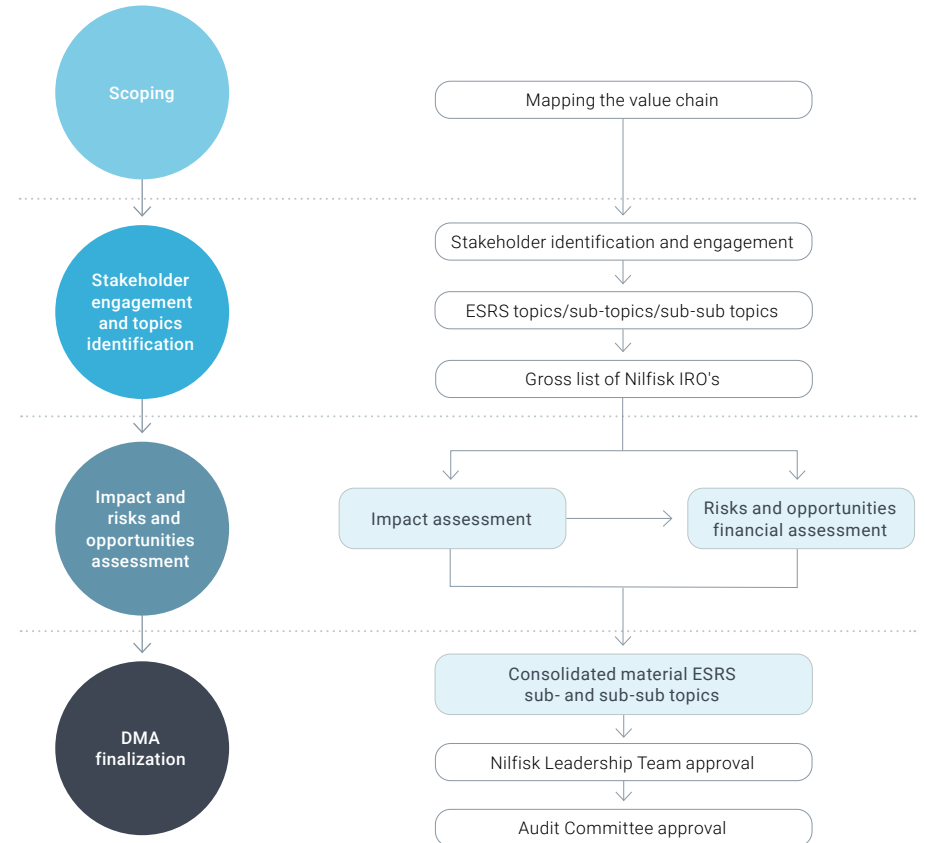 Scoping
Mapping the value chain
Stakeholder
engagement
and topics
identification
Stakeholder identification and engagement
ESRS topics/sub-topics/sub-sub topics
Gross list of Nilfisk IRO's
Impact and
risks and
opportunities
assessment
Impact assessment
Risks and opportunities
financial assessment
DMA
finalization
Consolidated material ESRS
sub- and sub-sub topics
Nilfisk Leadership Team approval
Audit Committee approval